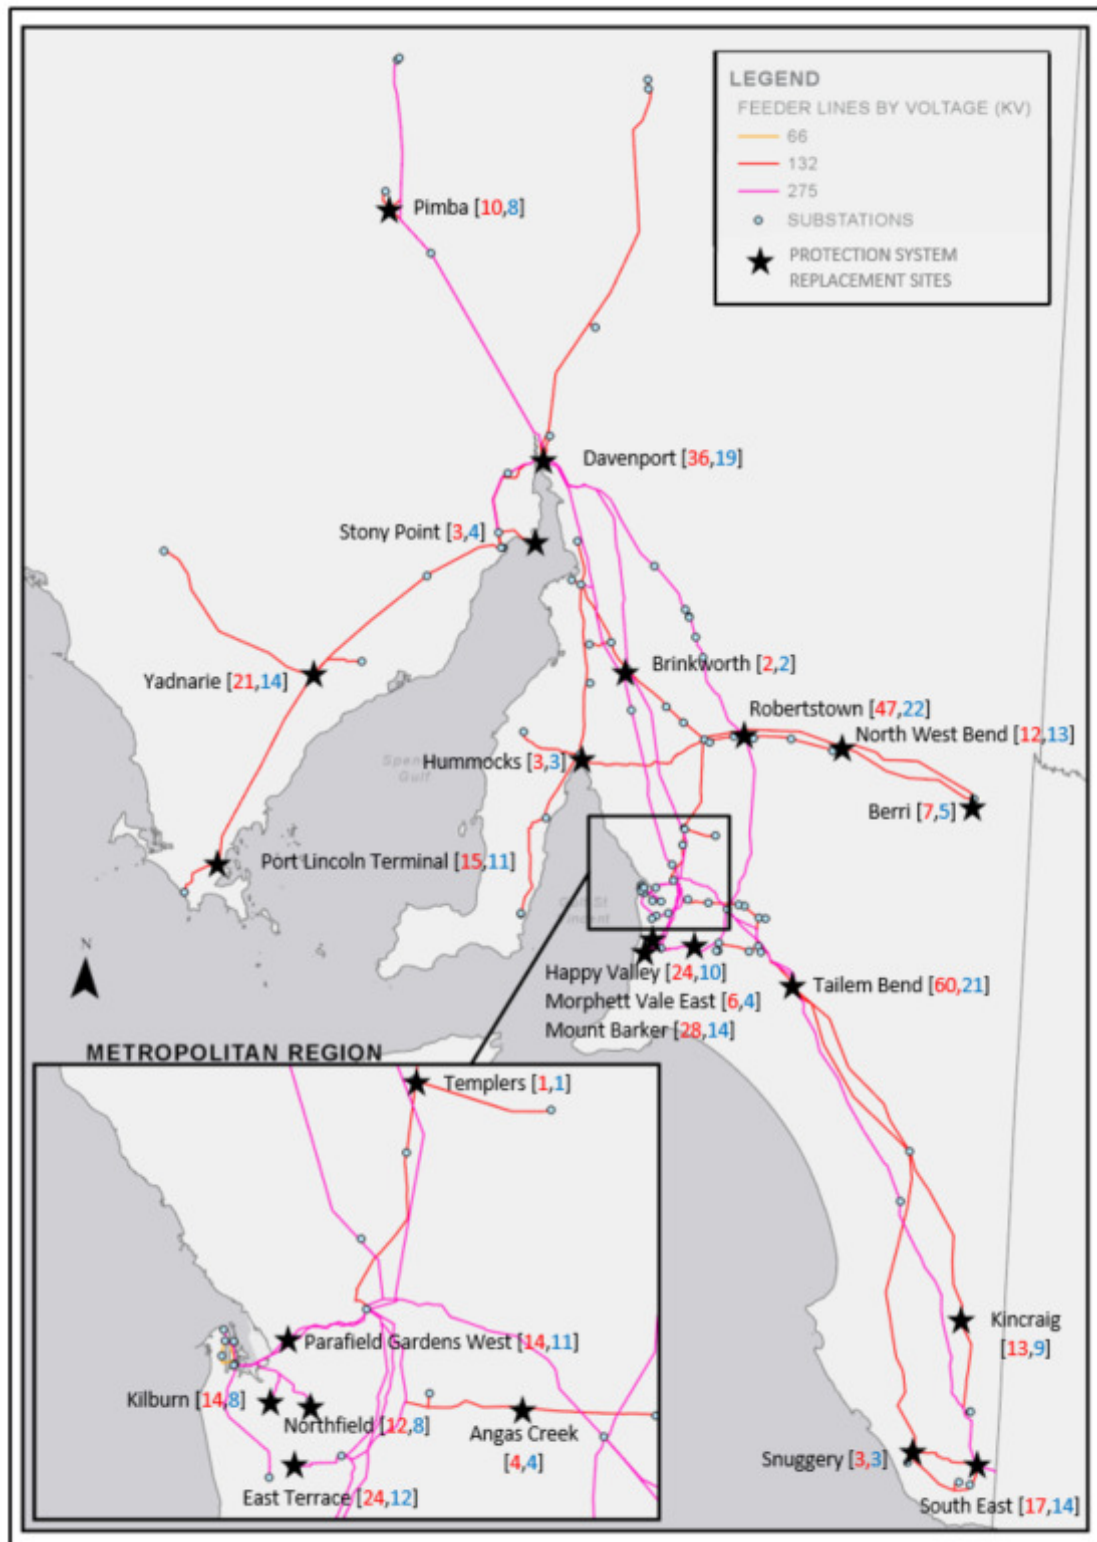 LEGEND
FEEDER LINES BY VOLTAGE (KV)
66
132
275
SUBSTATIONS
PROTECTION SYSTEM
REPLACEMENT SITES
Pimba [10,8]
Davenport [36,19]
Stony Point [3,4]
Brinkworth [2,2]
Yadnarie [21,14]
Robertstown [47,22]
North West Bend [12,13]
Hummocks [3,3]
Gulf
Berri [7,5]
Port Lincoln Terminal [15,11]
Happy Valley [24,10]
Morphett Vale East [6,4]
Mount Barker [28,14]
Tailem Bend [60,21]
N
METROPOLITAN REGION
Templers [1,1]
Parafield Gardens West [14,11]
Kilburn [14,8]
Northfield [12,8]
Angas Creek
[4,4]
East Terrace [24,12]
Kincraig
[13,9]
Snuggery [3,3]
South East [17,14]